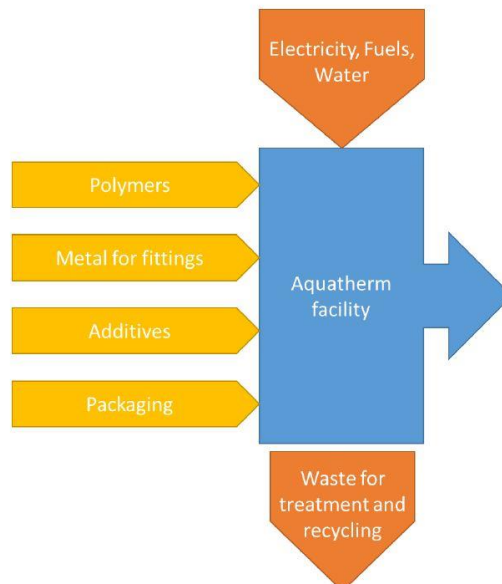 Electricity, Fuels,
Water
Polymers
Metal for fittings
Additives
Packaging
Aquatherm
facility
Waste for
treatment and
recycling